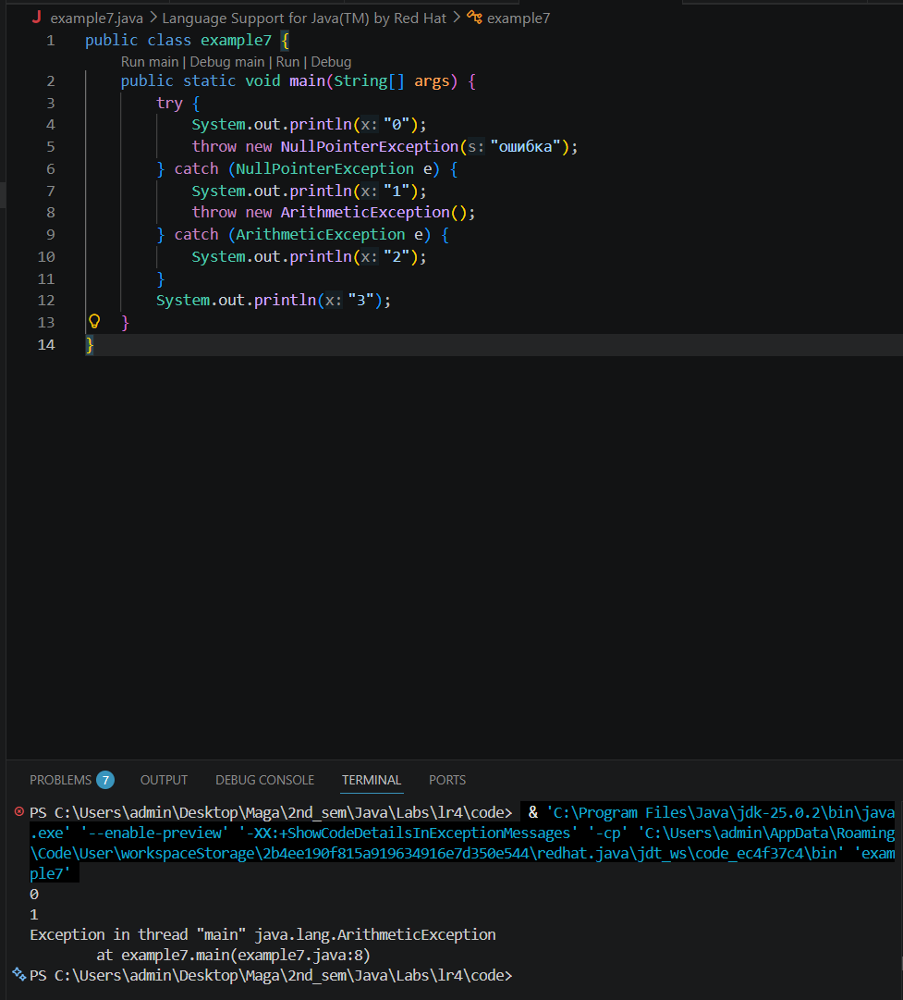 example7.java > Language Support for Java(TM) by Red Hat > example7
1 public class example7 {
Run main | Debug main | Run | Debug
2 public static void main(String[] args) {
3 try {
4 System.out.println(x: "0");
5 throw new NullPointerException(s: "ошибка");
6 } catch (NullPointerException e) {
7 System.out.println(x: "1");
8 throw new ArithmeticException();
9 } catch (ArithmeticException e) {
10 System.out.println(x: "2");
11 }
12 System.out.println(x: "3");
13 }
14 }
PROBLEMS 7 OUTPUT DEBUG CONSOLE TERMINAL PORTS
PS C:\Users\admin\Desktop\Maga\2nd_sem\Java\Labs\lr4\code> & 'C:\Program Files\Java\jdk-25.0.2\bin\java
.exe' '--enable-preview' '-XX:+ShowCodeDetailsInExceptionMessages' '-cp' 'C:\Users\admin\AppData\Roaming
\Code\User\workspaceStorage\2b4ee190f815a919634916e7d350e544\redhat.java\jdt_ws\code_ec4f37c4\bin' 'exam
ple7'
0
1
Exception in thread "main" java.lang.ArithmeticException
at example7.main(example7.java:8)
PS C:\Users\admin\Desktop\Maga\2nd_sem\Java\Labs\lr4\code>